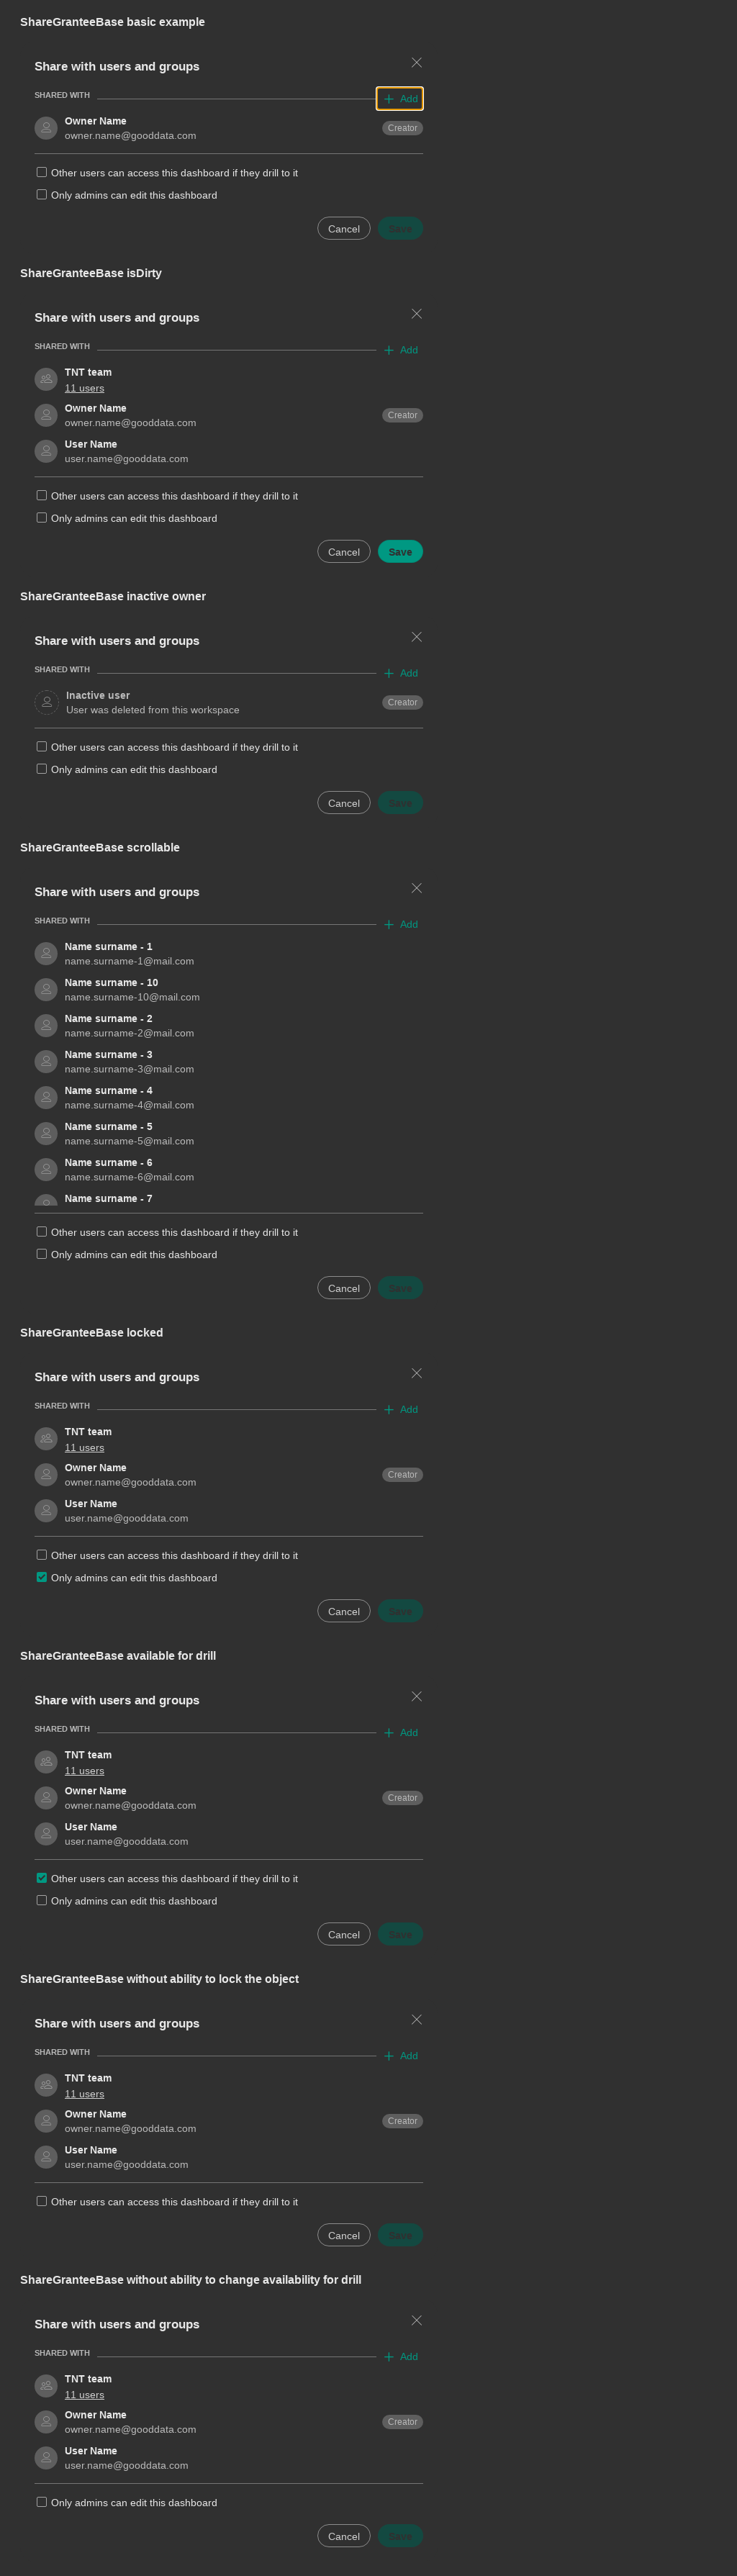 ShareGranteeBase basic example
Share with users and groups
SHARED WITH
Add
Owner Name
Creator
owner.name@gooddata.com
Other users can access this dashboard if they drill to it
Only admins can edit this dashboard
Cancel
Save
ShareGranteeBase isDirty
Share with users and groups
SHARED WITH
Add
TNT team
11 users
Owner Name
Creator
owner.name@gooddata.com
User Name
user.name@gooddata.com
Other users can access this dashboard if they drill to it
Only admins can edit this dashboard
Cancel
Save
ShareGranteeBase inactive owner
Share with users and groups
SHARED WITH
Add
Inactive user
Creator
User was deleted from this workspace
Other users can access this dashboard if they drill to it
Only admins can edit this dashboard
Cancel
Save
ShareGranteeBase scrollable
Share with users and groups
SHARED WITH
Add
Name surname - 1
name.surname-1@mail.com
Name surname - 10
name.surname-10@mail.com
Name surname - 2
name.surname-2@mail.com
Name surname - 3
name.surname-3@mail.com
Name surname - 4
name.surname-4@mail.com
Name surname - 5
name.surname-5@mail.com
Name surname - 6
name.surname-6@mail.com
Name surname - 7
Other users can access this dashboard if they drill to it
Only admins can edit this dashboard
Cancel
Save
ShareGranteeBase locked
Share with users and groups
SHARED WITH
Add
TNT team
11 users
Owner Name
Creator
owner.name@gooddata.com
User Name
user.name@gooddata.com
Other users can access this dashboard if they drill to it
Only admins can edit this dashboard
Cancel
Save
ShareGranteeBase available for drill
Share with users and groups
SHARED WITH
Add
TNT team
11 users
Owner Name
Creator
owner.name@gooddata.com
User Name
user.name@gooddata.com
Other users can access this dashboard if they drill to it
Only admins can edit this dashboard
Cancel
Save
ShareGranteeBase without ability to lock the object
Share with users and groups
SHARED WITH
Add
TNT team
11 users
Owner Name
Creator
owner.name@gooddata.com
User Name
user.name@gooddata.com
Other users can access this dashboard if they drill to it
Cancel
Save
ShareGranteeBase without ability to change availability for drill
Share with users and groups
SHARED WITH
Add
TNT team
11 users
Owner Name
Creator
owner.name@gooddata.com
User Name
user.name@gooddata.com
Only admins can edit this dashboard
Cancel
Save